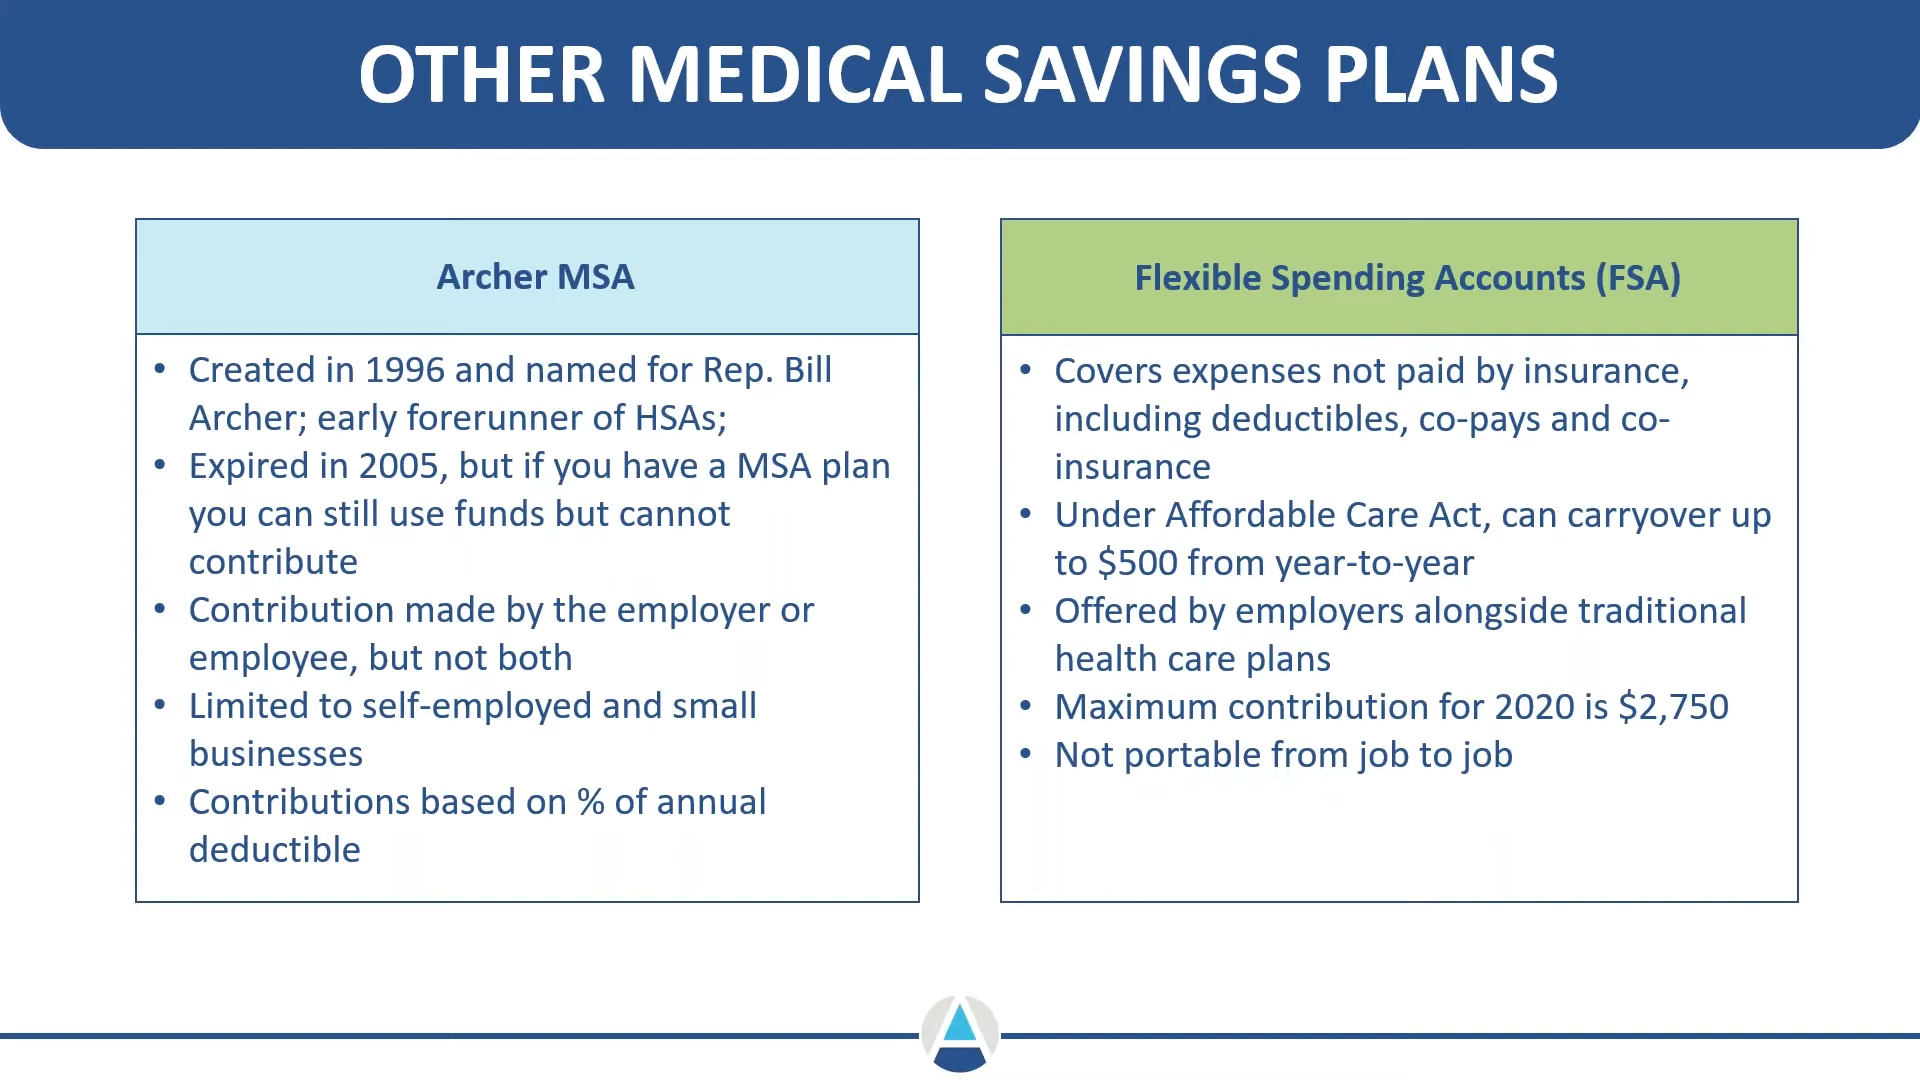 OTHER MEDICAL SAVINGS PLANS
Archer MSA
• Created in 1996 and named for Rep. Bill
Archer; early forerunner of HSAs;
• Expired in 2005, but if you have a MSA plan
you can still use funds but cannot
contribute
• Contribution made by the employer or
employee, but not both
• Limited to self-employed and small
businesses
• Contributions based on % of annual
deductible
Flexible Spending Accounts (FSA)
• Covers expenses not paid by insurance,
including deductibles, co-pays and co-
insurance
• Under Affordable Care Act, can carryover up
to $500 from year-to-year
• Offered by employers alongside traditional
health care plans
• Maximum contribution for 2020 is $2,750
• Not portable from job to job